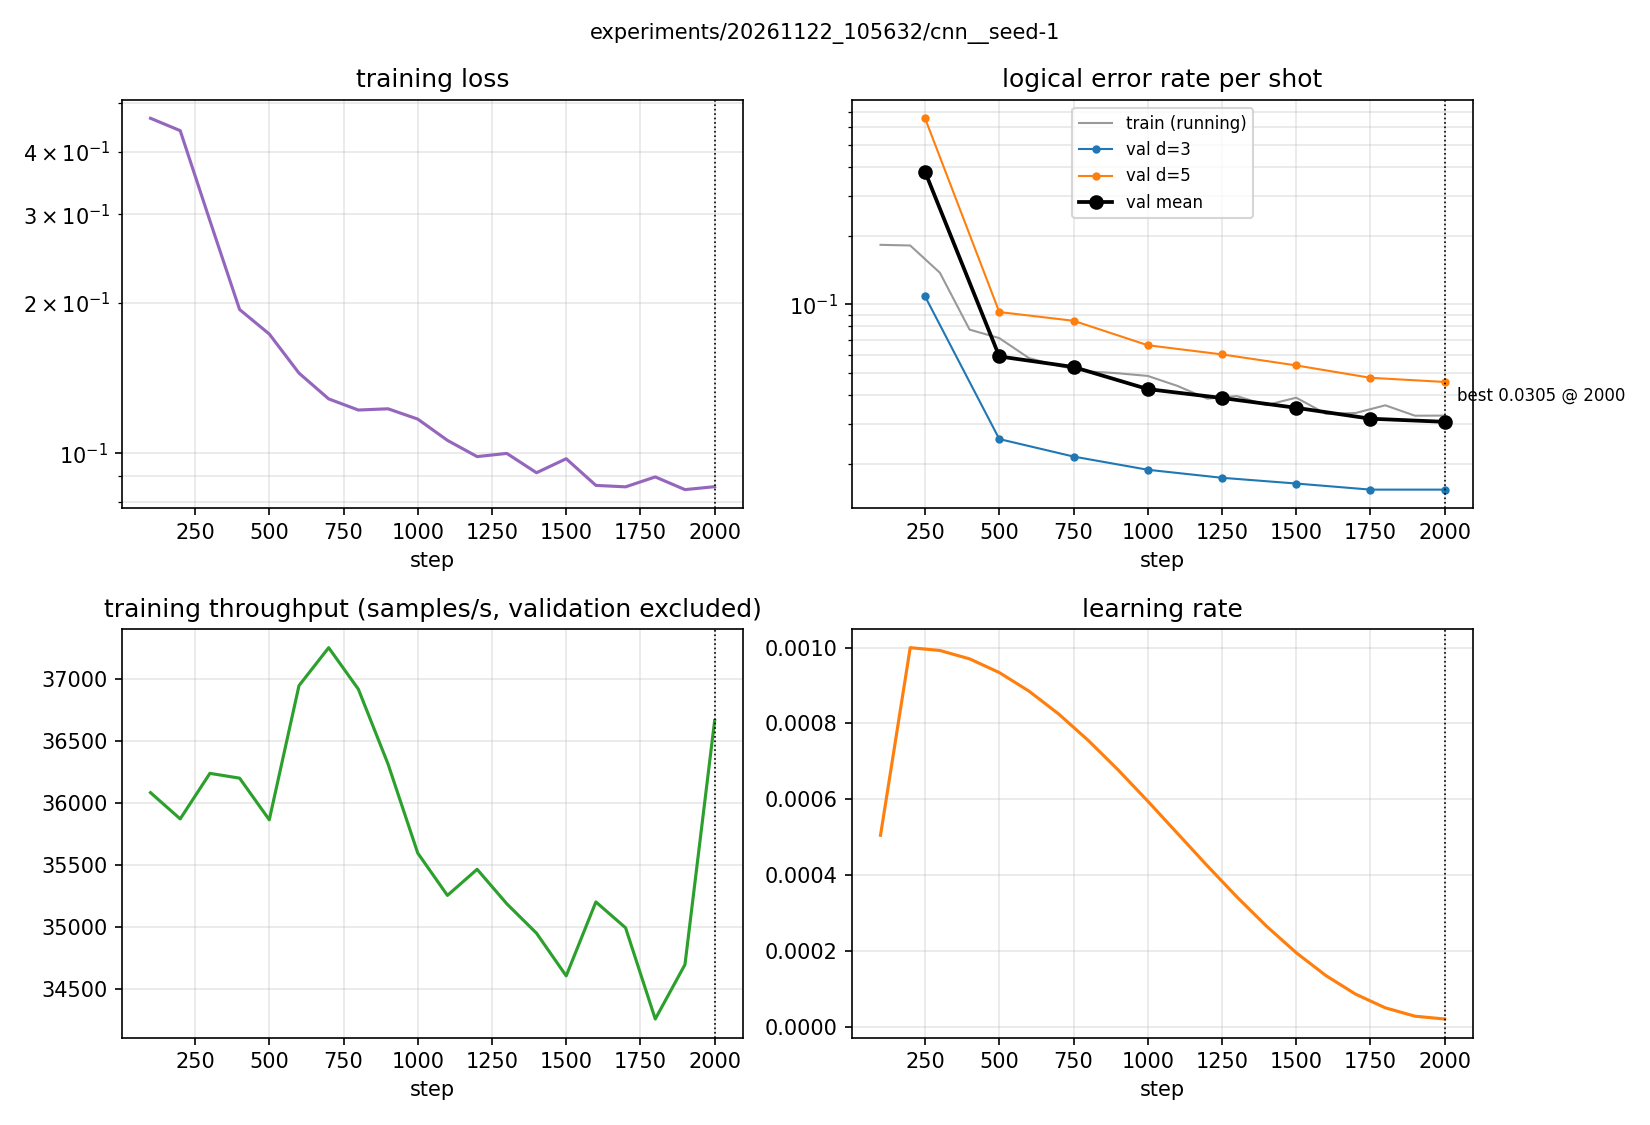 experiments/20261122_105632/cnn__seed-1
training loss
4 × 10⁻¹
3 × 10⁻¹
2 × 10⁻¹
10⁻¹
250 500 750 1000 1250 1500 1750 2000
step
logical error rate per shot
train (running)
val d=3
val d=5
val mean
10⁻¹
best 0.0305 @ 2000
250 500 750 1000 1250 1500 1750 2000
step
training throughput (samples/s, validation excluded)
37000
36500
36000
35500
35000
34500
250 500 750 1000 1250 1500 1750 2000
step
learning rate
0.0010
0.0008
0.0006
0.0004
0.0002
0.0000
250 500 750 1000 1250 1500 1750 2000
step